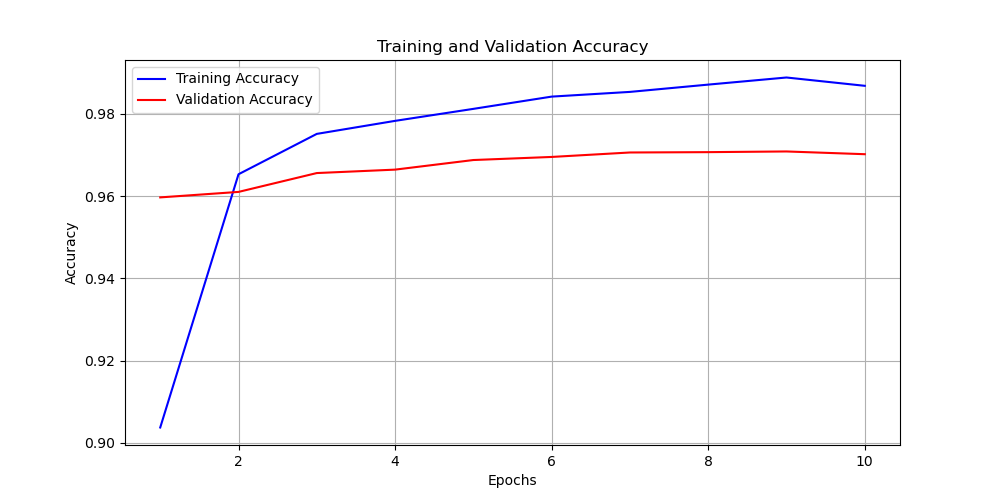 Training and Validation Accuracy
Training Accuracy
Validation Accuracy
0.98
0.96
0.94
0.92
0.90
Accuracy
2 4 6 8 10
Epochs